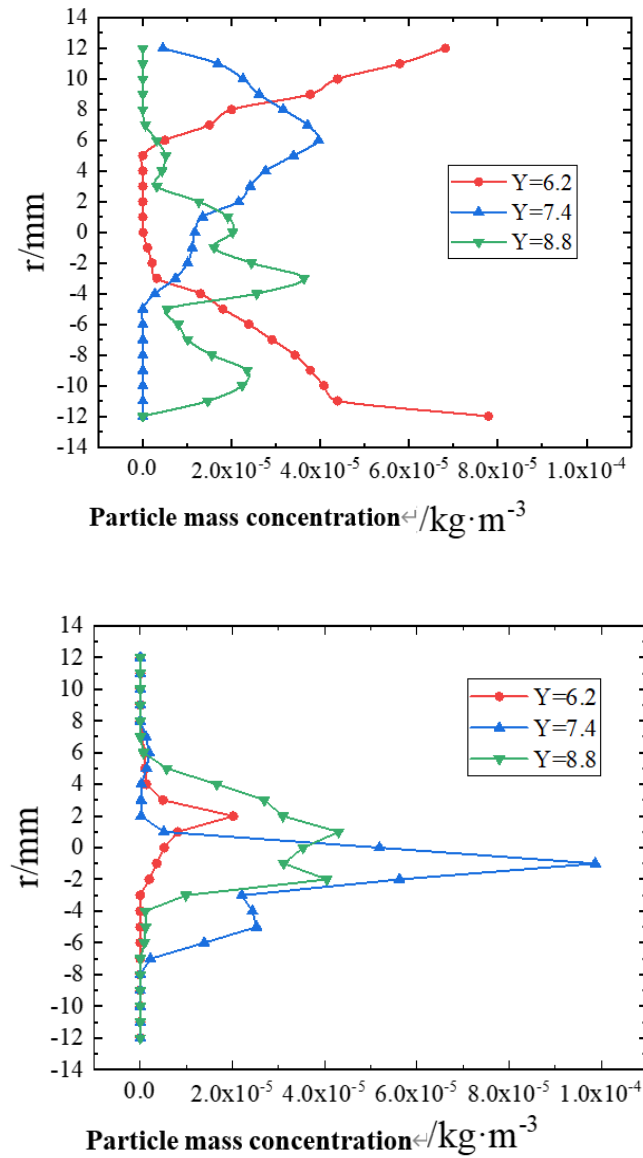 14
12
10
8
6
4
2
0
-2
-4
-6
-8
-10
-12
-14
r/mm
Y=6.2
Y=7.4
Y=8.8
0.0 2.0x10⁻⁵ 4.0x10⁻⁵ 6.0x10⁻⁵ 8.0x10⁻⁵ 1.0x10⁻⁴
Particle mass concentration↵/kg·m⁻³
14
12
10
8
6
4
2
0
-2
-4
-6
-8
-10
-12
-14
r/mm
Y=6.2
Y=7.4
Y=8.8
0.0 2.0x10⁻⁵ 4.0x10⁻⁵ 6.0x10⁻⁵ 8.0x10⁻⁵ 1.0x10⁻⁴
Particle mass concentration↵/kg·m⁻³